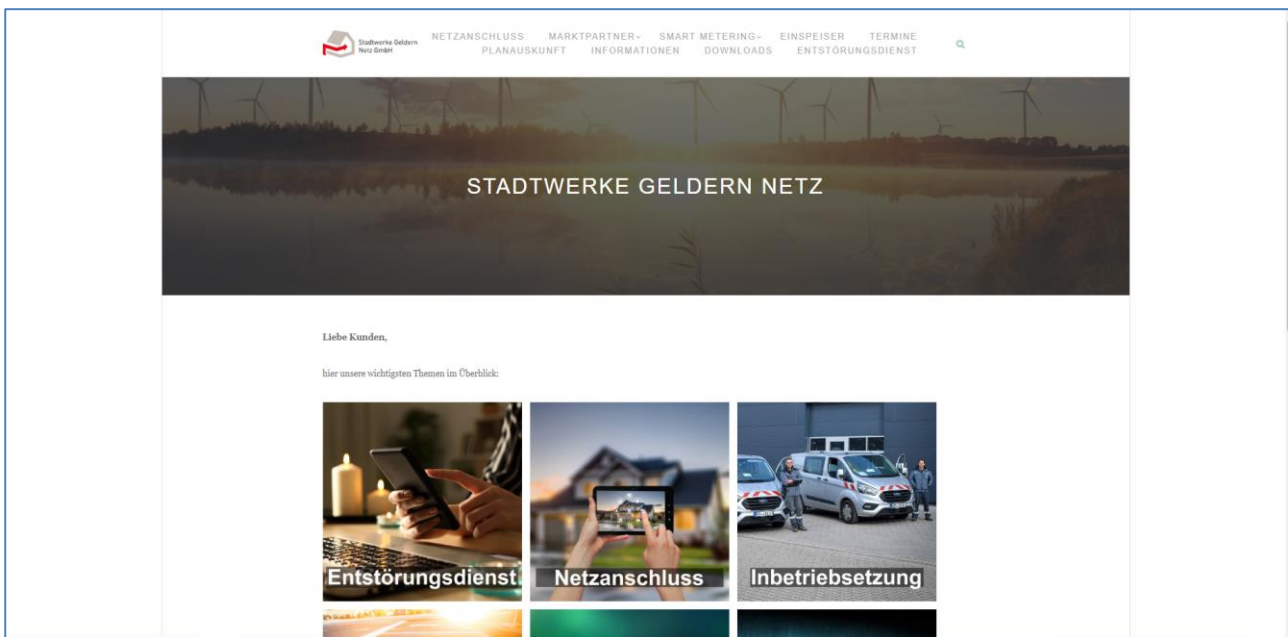 Stadtwerke Geldern
Netz GmbH
NETZANSCHLUSS MARKTPARTNER SMART METERING EINSPEISER TERMINE
PLANAUSKUNFT INFORMATIONEN DOWNLOADS ENTSTÖRUNGSDIENST
STADTWERKE GELDERN NETZ
Liebe Kunden,
hier unsere wichtigsten Themen im Überblick:
Entstörungsdienst Netzanschluss Inbetriebsetzung